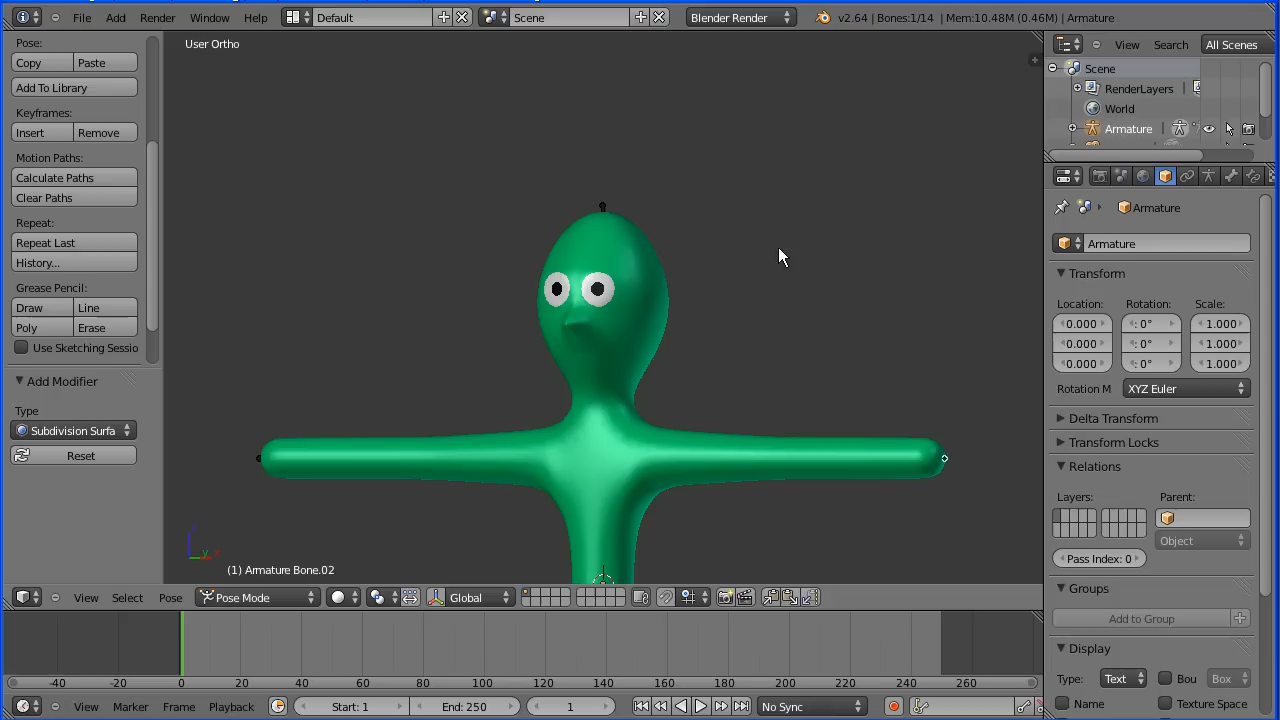 File Add Render Window Help Default Scene Blender Render v2.64 | Bones:1/14 | Mem:10.48M (0.46M) | Armature
Pose:
Copy Paste
Add To Library
Keyframes:
Insert Remove
Motion Paths:
Calculate Paths
Clear Paths
Repeat:
Repeat Last
History...
Grease Pencil:
Draw Line
Poly Erase
Use Sketching Sessio
Add Modifier
Type
Subdivision Surfa
Reset
User Ortho
(1) Armature Bone.02
View Select Pose Pose Mode Global
View Search All Scenes
Scene
RenderLayers
World
Armature
Armature
Armature
Transform
Location: Rotation: Scale:
0.000 : 0° 1.000
0.000 : 0° 1.000
0.000 : 0° 1.000
Rotation M XYZ Euler
Delta Transform
Transform Locks
Relations
Layers: Parent:
Object
Pass Index: 0
Groups
Add to Group
Display
Type: Text Bou Box
Name Texture Space
-40 -20 0 20 40 60 80 100 120 140 160 180 200 220 240 260
View Marker Frame Playback Start: 1 End: 250 1 No Sync